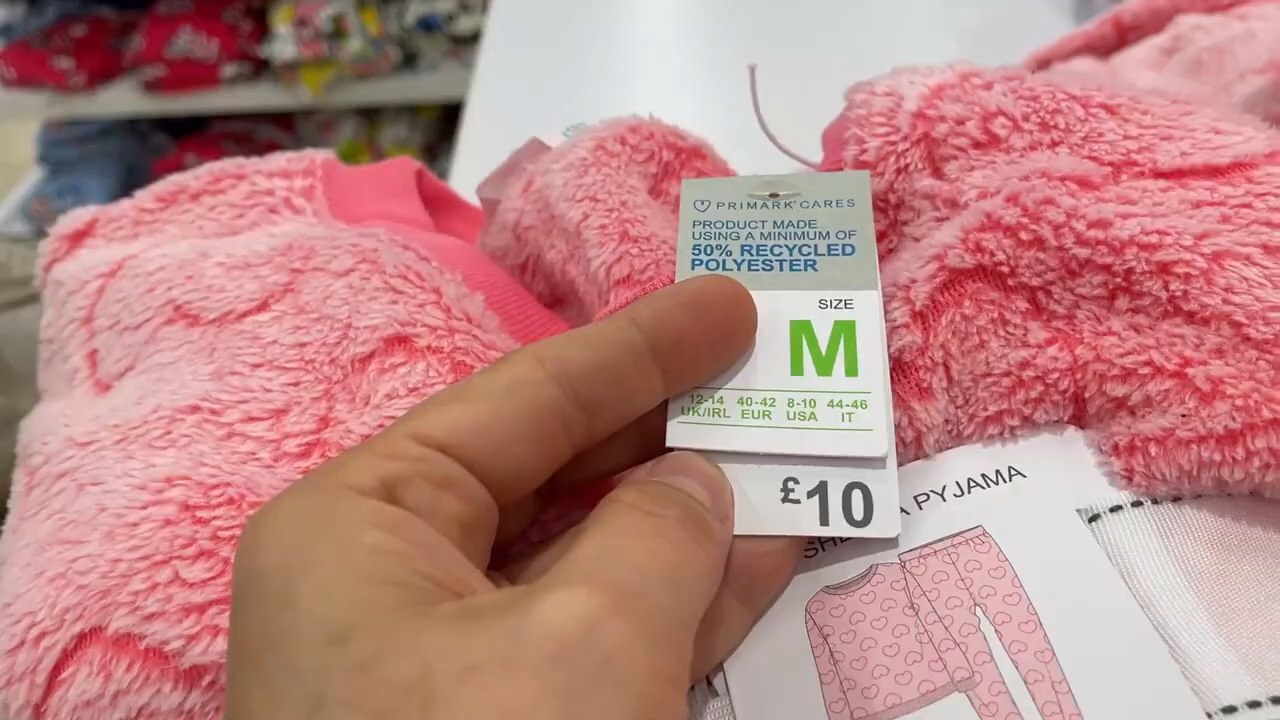 PRIMARK® CARES
PRODUCT MADE
USING A MINIMUM OF
50% RECYCLED
POLYESTER
SIZE
M
12-14 40-42 8-10 44-46
UK/IRL EUR USA IT
£10
PYJAMA